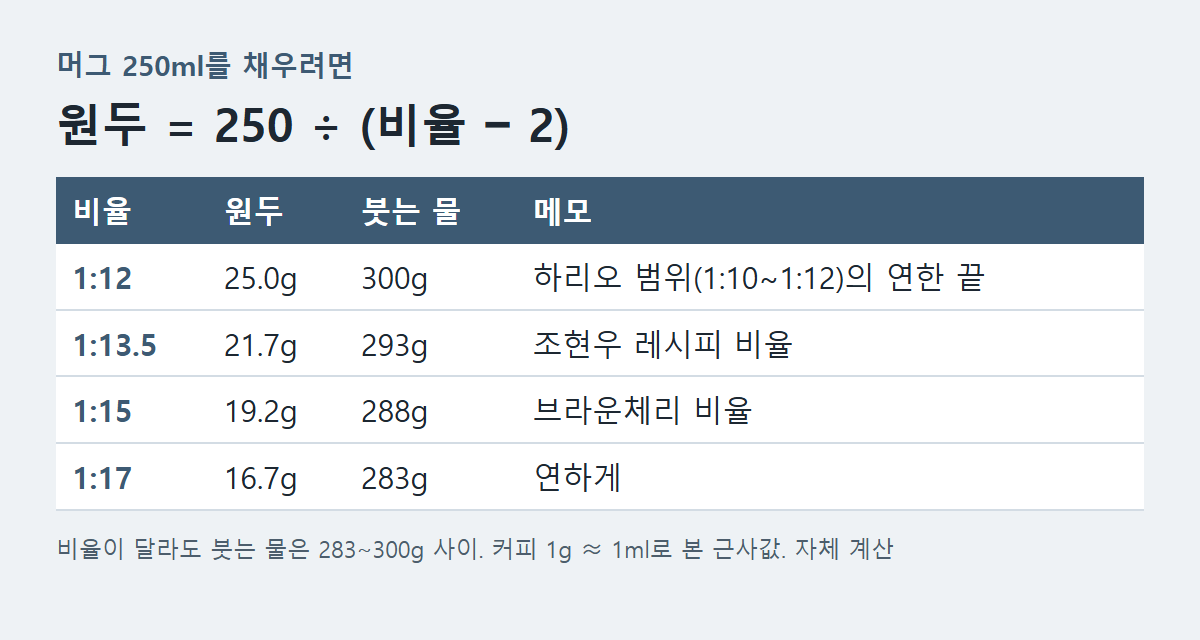 머그 250ml를 채우려면
원두 = 250 ÷ (비율 − 2)
비율 원두 붓는 물 메모
1:12 25.0g 300g 하리오 범위(1:10~1:12)의 연한 끝
1:13.5 21.7g 293g 조현우 레시피 비율
1:15 19.2g 288g 브라운체리 비율
1:17 16.7g 283g 연하게
비율이 달라도 붓는 물은 283~300g 사이. 커피 1g ≈ 1ml로 본 근사값. 자체 계산